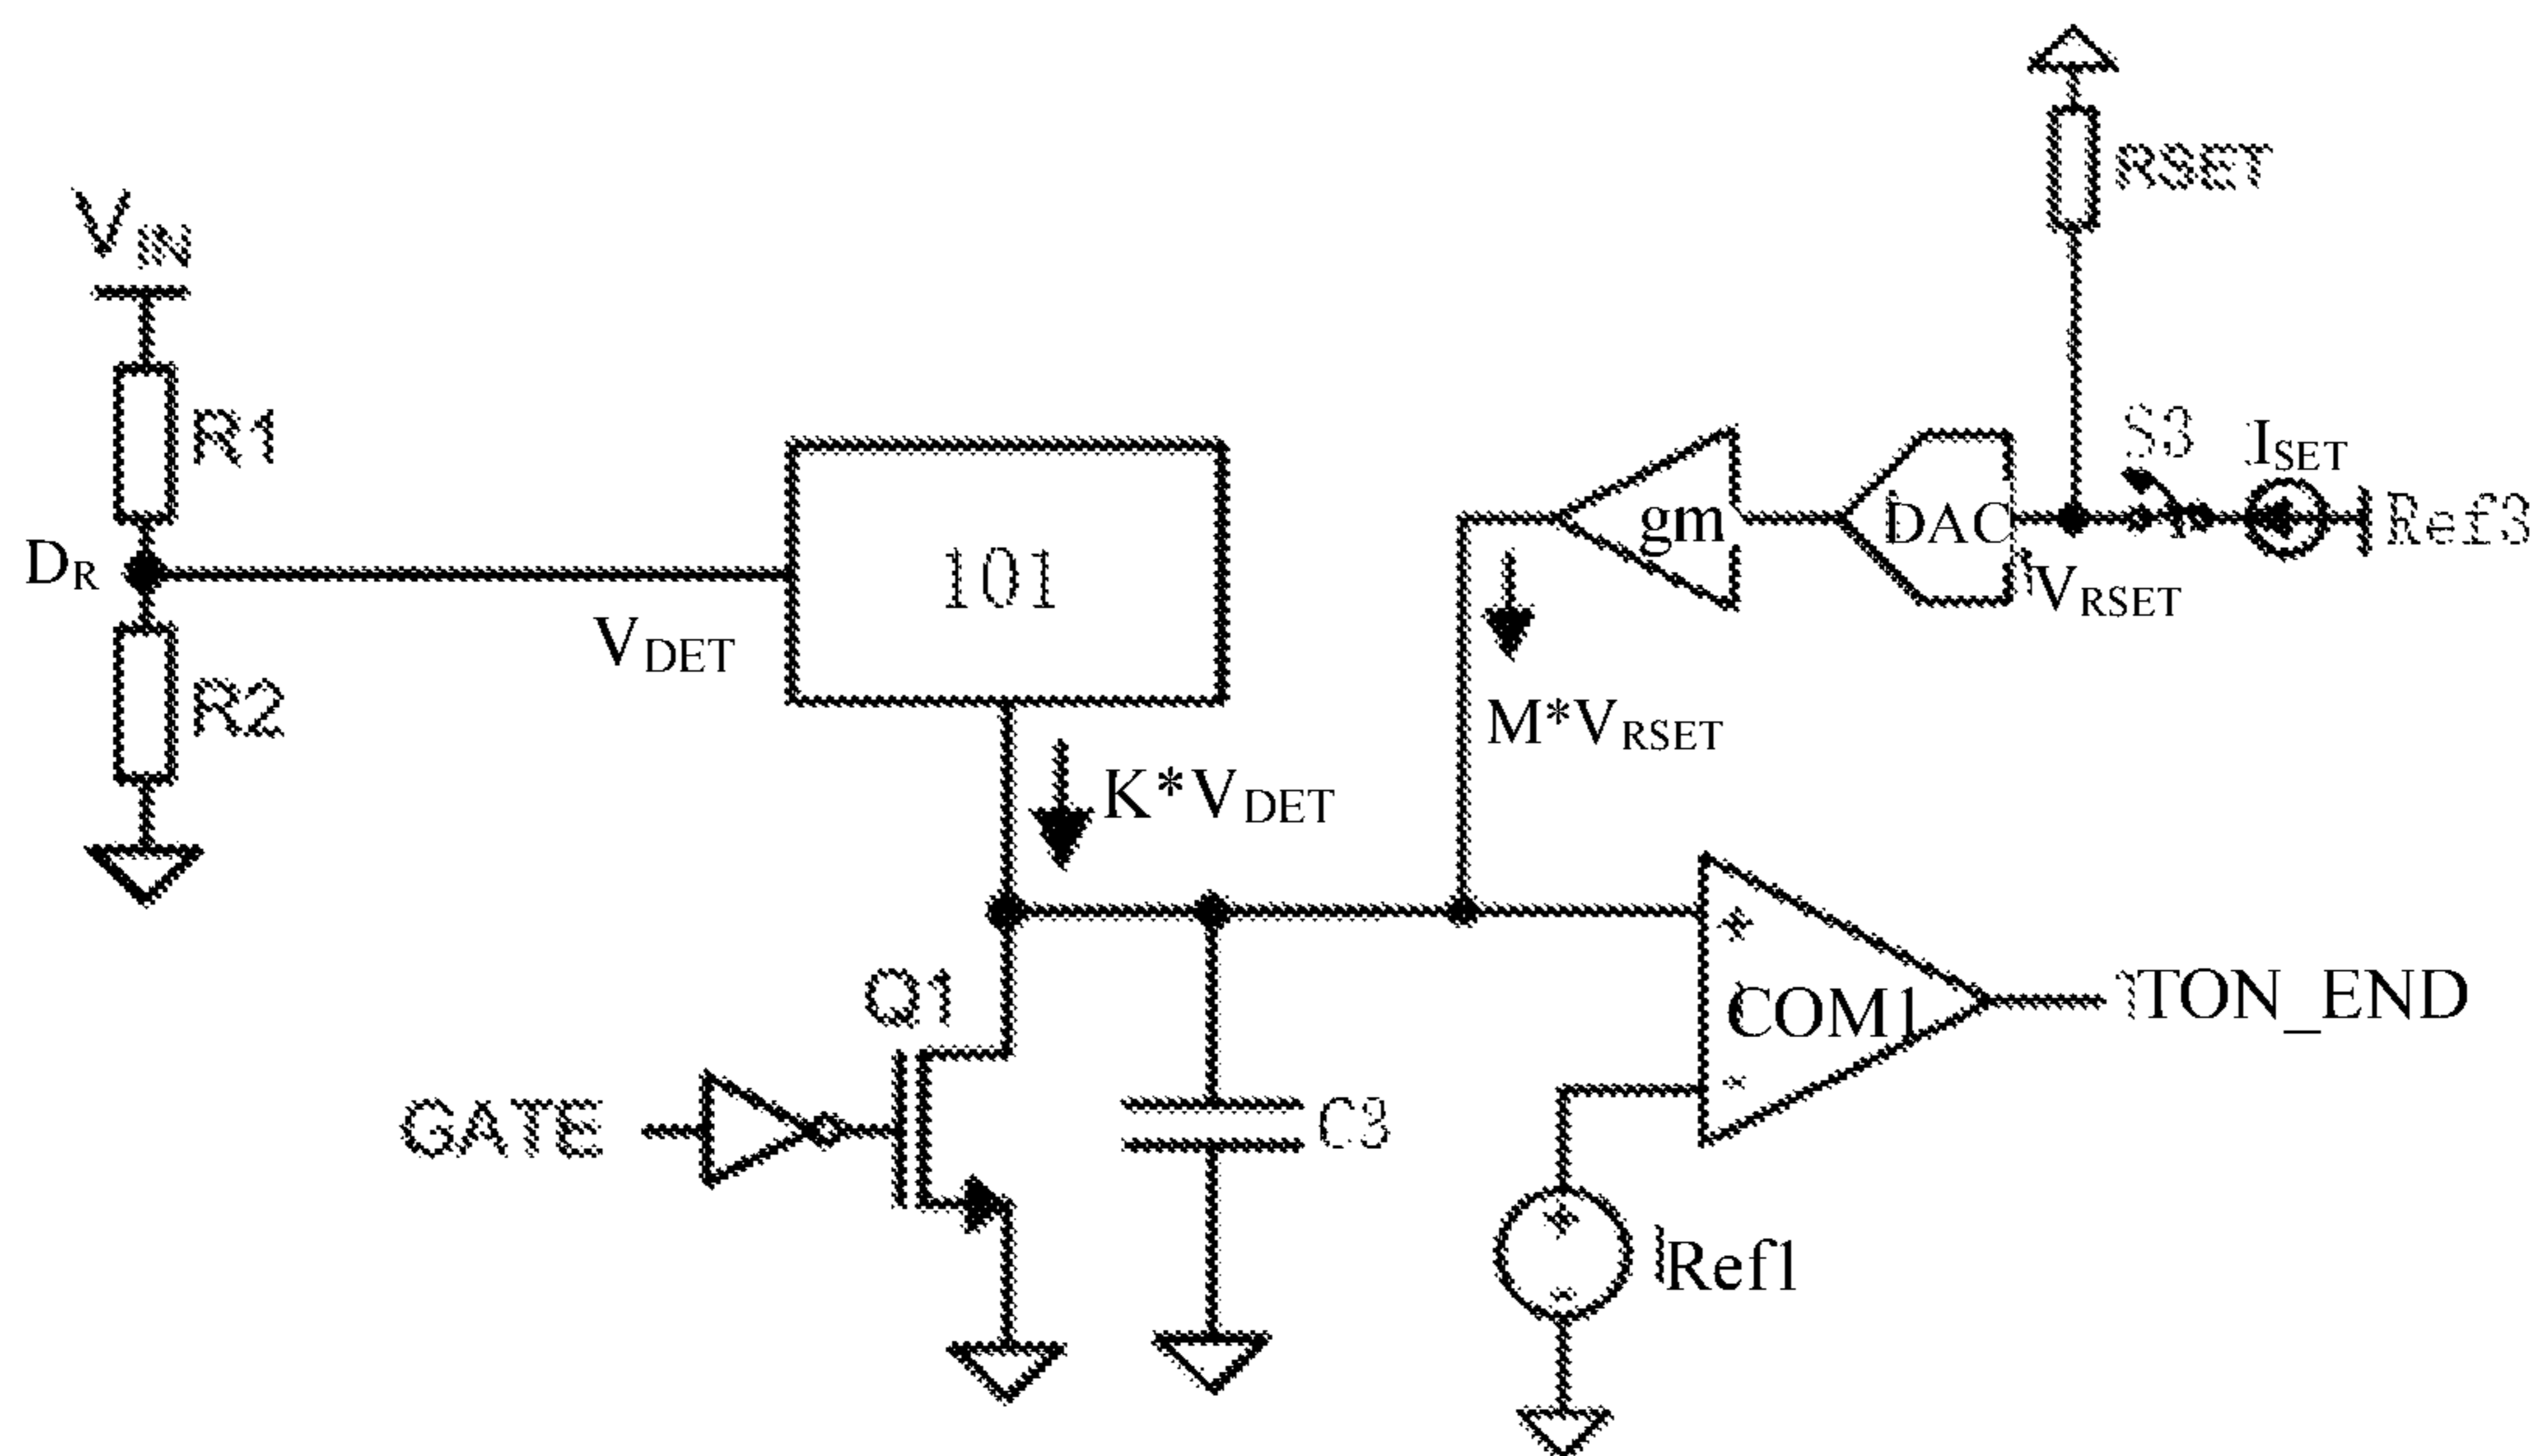 RSET
VIN
R1
S3
ISET
DAC
gm
Ref3
DR
101
VRSET
VDET
R2
M*VRSET
K*VDET
+
Q1
COM1
TON_END
GATE
C3
-
+
Ref1
-